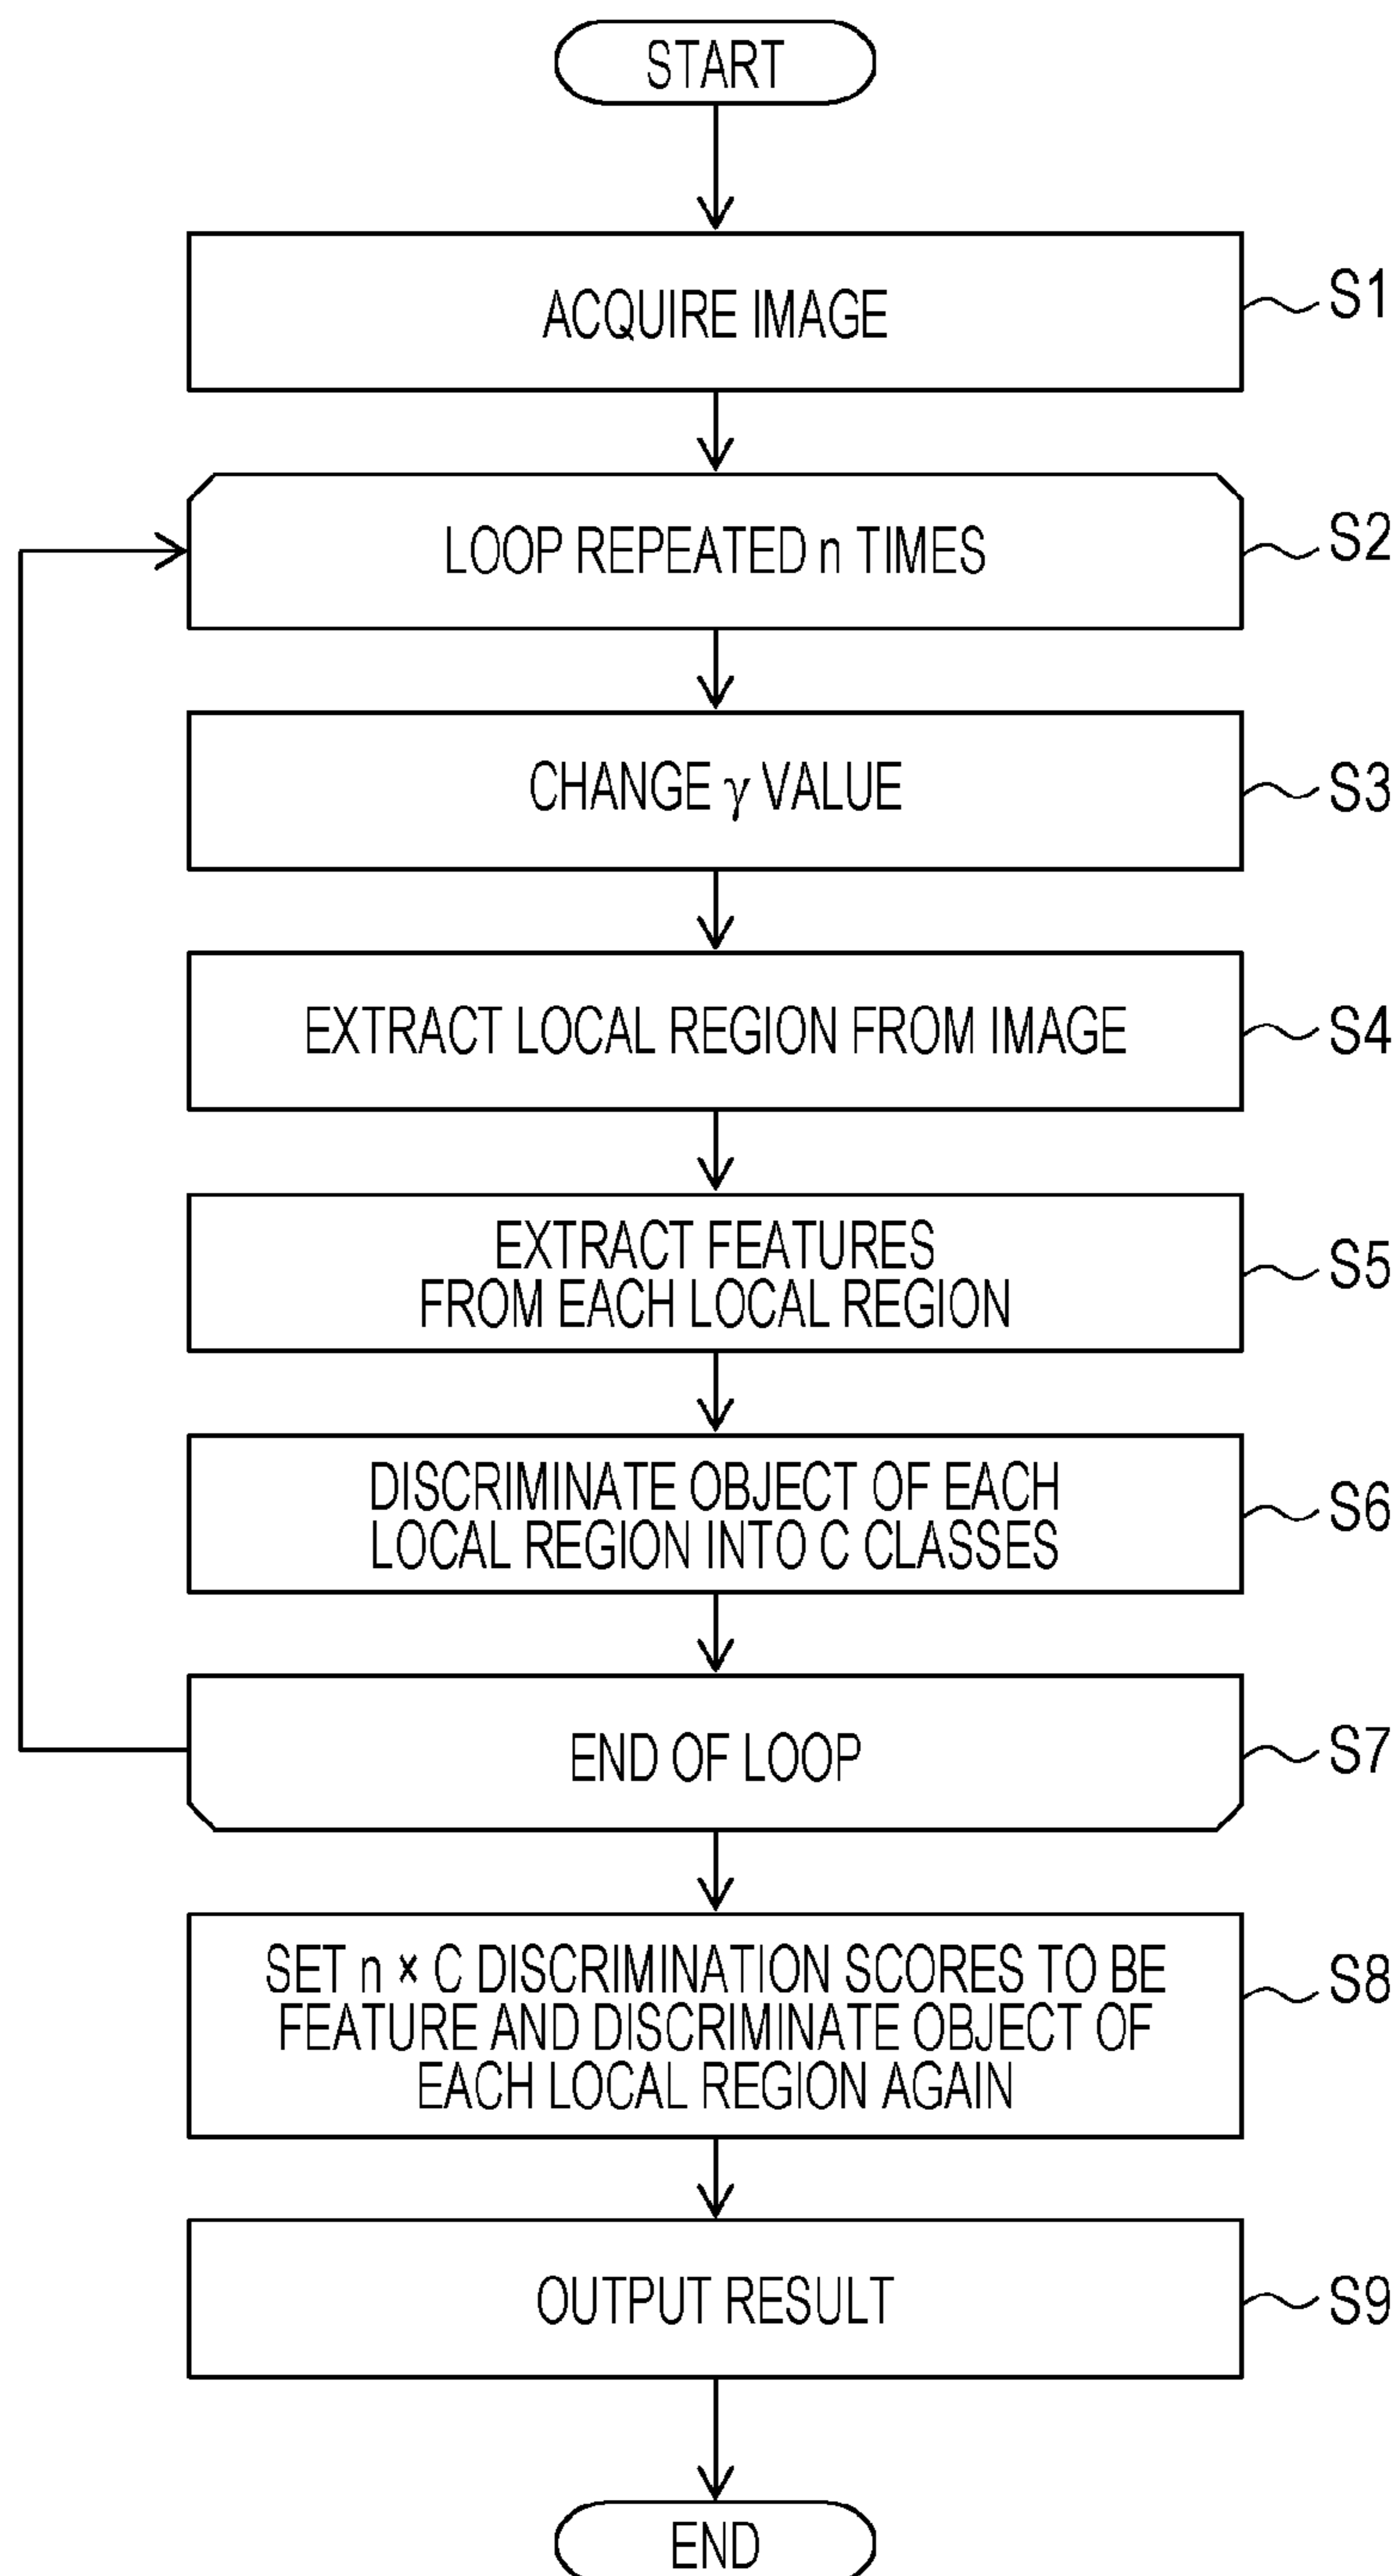 START
ACQUIRE IMAGE
S1
LOOP REPEATED n TIMES
S2
CHANGE γ VALUE
S3
EXTRACT LOCAL REGION FROM IMAGE
S4
EXTRACT FEATURES
FROM EACH LOCAL REGION
S5
DISCRIMINATE OBJECT OF EACH
LOCAL REGION INTO C CLASSES
S6
END OF LOOP
S7
SET n × C DISCRIMINATION SCORES TO BE
FEATURE AND DISCRIMINATE OBJECT OF
EACH LOCAL REGION AGAIN
S8
OUTPUT RESULT
S9
END